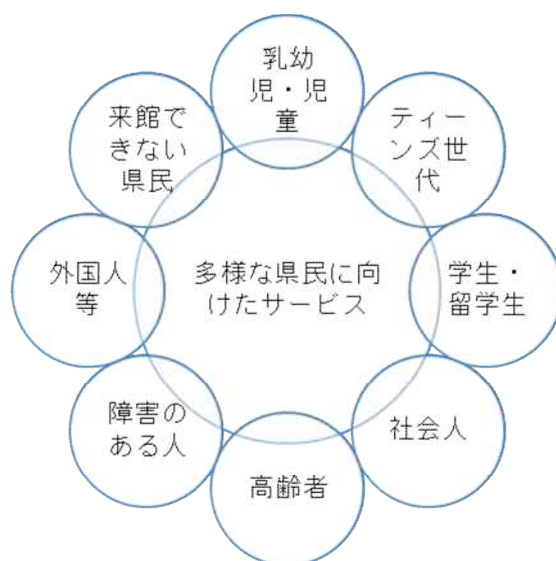 乳幼
児・児
童
ティー
ンズ世
代
学生・
留学生
社会人
高齢者
障害の
ある人
外国人
等
来館で
きない
県民
多様な県民に向
けたサービス